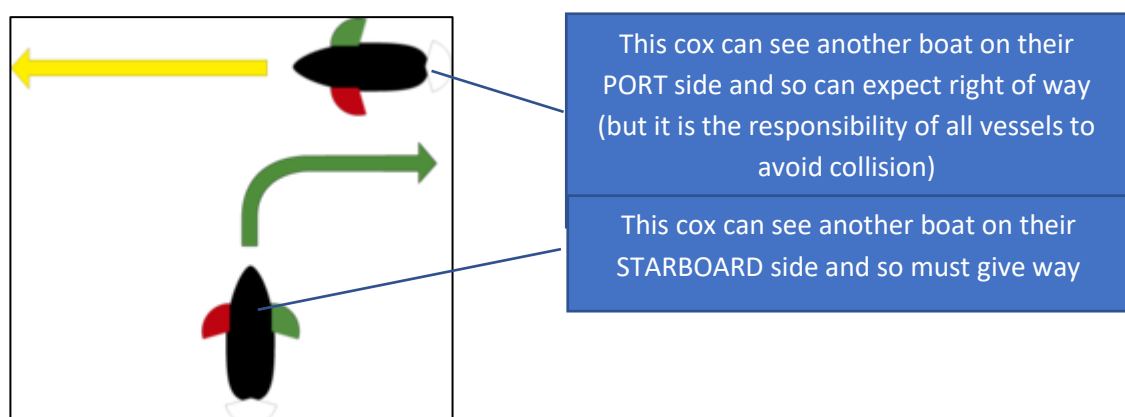 This cox can see another boat on their
PORT side and so can expect right of way
(but it is the responsibility of all vessels to
avoid collision)
This cox can see another boat on their
STARBOARD side and so must give way